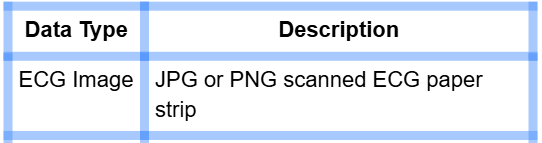 Data Type Description
ECG Image JPG or PNG scanned ECG paper
strip